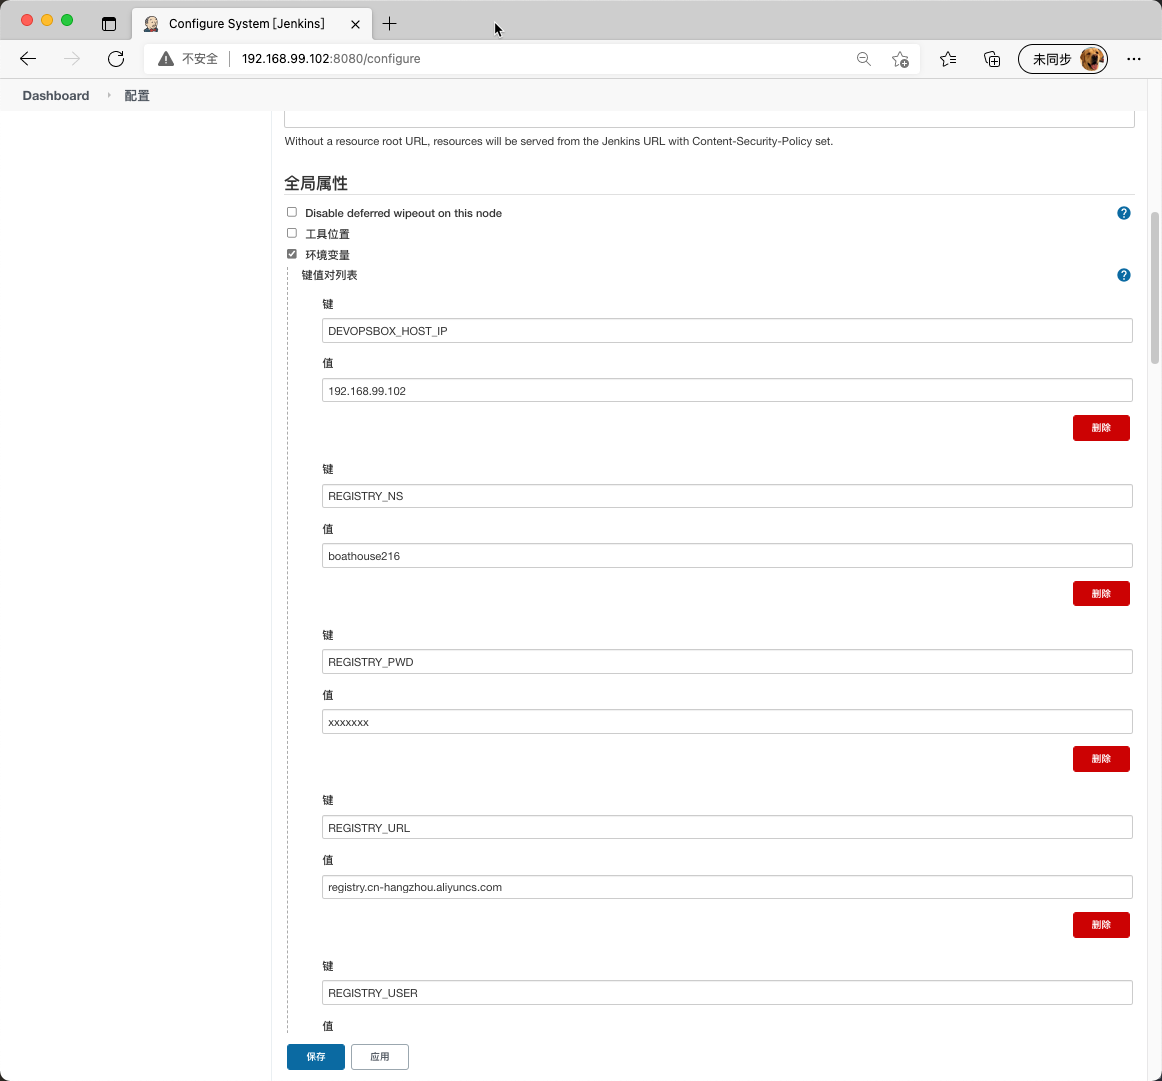 Configure System [Jenkins]
不安全
192.168.99.102:8080/configure
未同步
Dashboard
配置
Without a resource root URL, resources will be served from the Jenkins URL with Content-Security-Policy set.
全局属性
Disable deferred wipeout on this node
工具位置
环境变量
键值对列表
键
DEVOPSBOX_HOST_IP
值
192.168.99.102
删除
键
REGISTRY_NS
值
boathouse216
删除
键
REGISTRY_PWD
值
xxxxxxx
删除
键
REGISTRY_URL
值
registry.cn-hangzhou.aliyuncs.com
删除
键
REGISTRY_USER
值
保存
应用